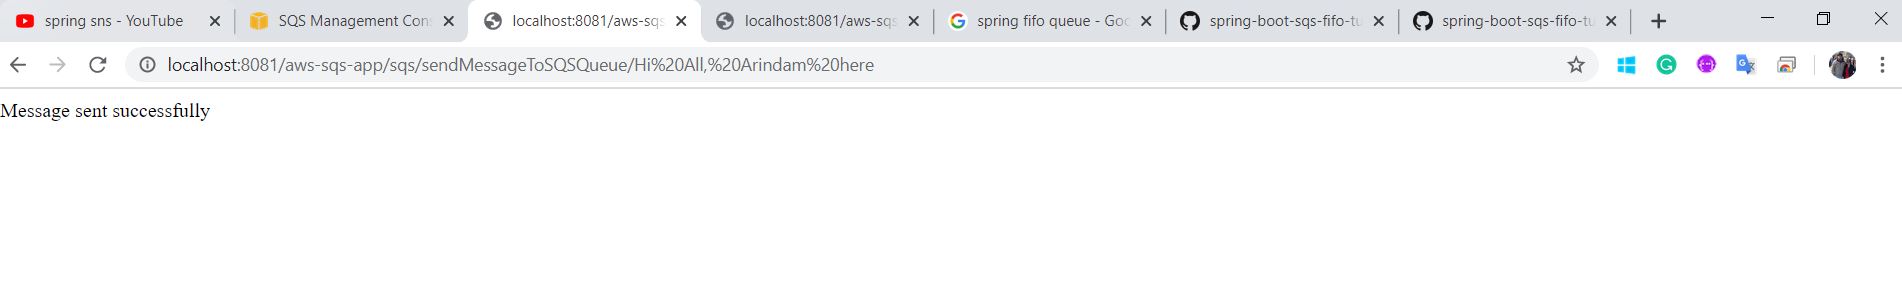 spring sns - YouTube
SQS Management Con
localhost:8081/aws-sqs
localhost:8081/aws-sqs
spring fifo queue - Goo
spring-boot-sqs-fifo-tu
spring-boot-sqs-fifo-tu
localhost:8081/aws-sqs-app/sqs/sendMessageToSQSQueue/Hi%20All,%20Arindam%20here
Message sent successfully